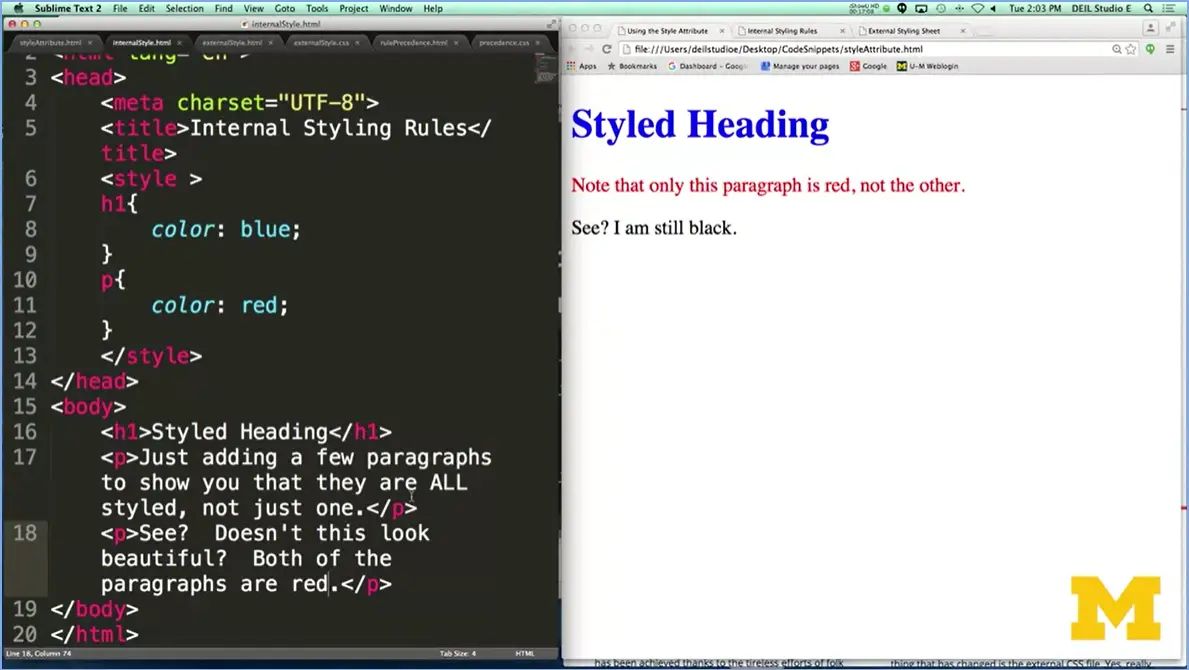 Sublime Text 2 File Edit Selection Find View Goto Tools Project Window Help
00:17:08 Tue 2:03 PM DEIL Studio E
internalStyle.html
styleAttribute.html × internalStyle.html × externalStyle.html × externalStyle.css × rulePrecedence.html × precedence.css ×
3 <head>
4 <meta charset="UTF-8">
5 <title>Internal Styling Rules</
title>
6 <style >
7 h1{
8 color: blue;
9 }
10 p{
11 color: red;
12 }
13 </style>
14 </head>
15 <body>
16 <h1>Styled Heading</h1>
17 <p>Just adding a few paragraphs
to show you that they are ALL
styled, not just one.</p>
18 <p>See?  Doesn't this look
beautiful?  Both of the
paragraphs are red.</p>
19 </body>
20 </html>
Line 18, Column 74 Tab Size: 4 HTML
Using the Style Attribute × Internal Styling Rules × External Styling Sheet ×
file:///Users/deilstudioe/Desktop/CodeSnippets/styleAttribute.html
Apps Bookmarks Dashboard - Google Manage your pages Google U-M Weblogin
Styled Heading
Note that only this paragraph is red, not the other.
See? I am still black.
M
has been achieved thanks to the tireless efforts of folk
thing that has changed is the external CSS file. Yes, really.